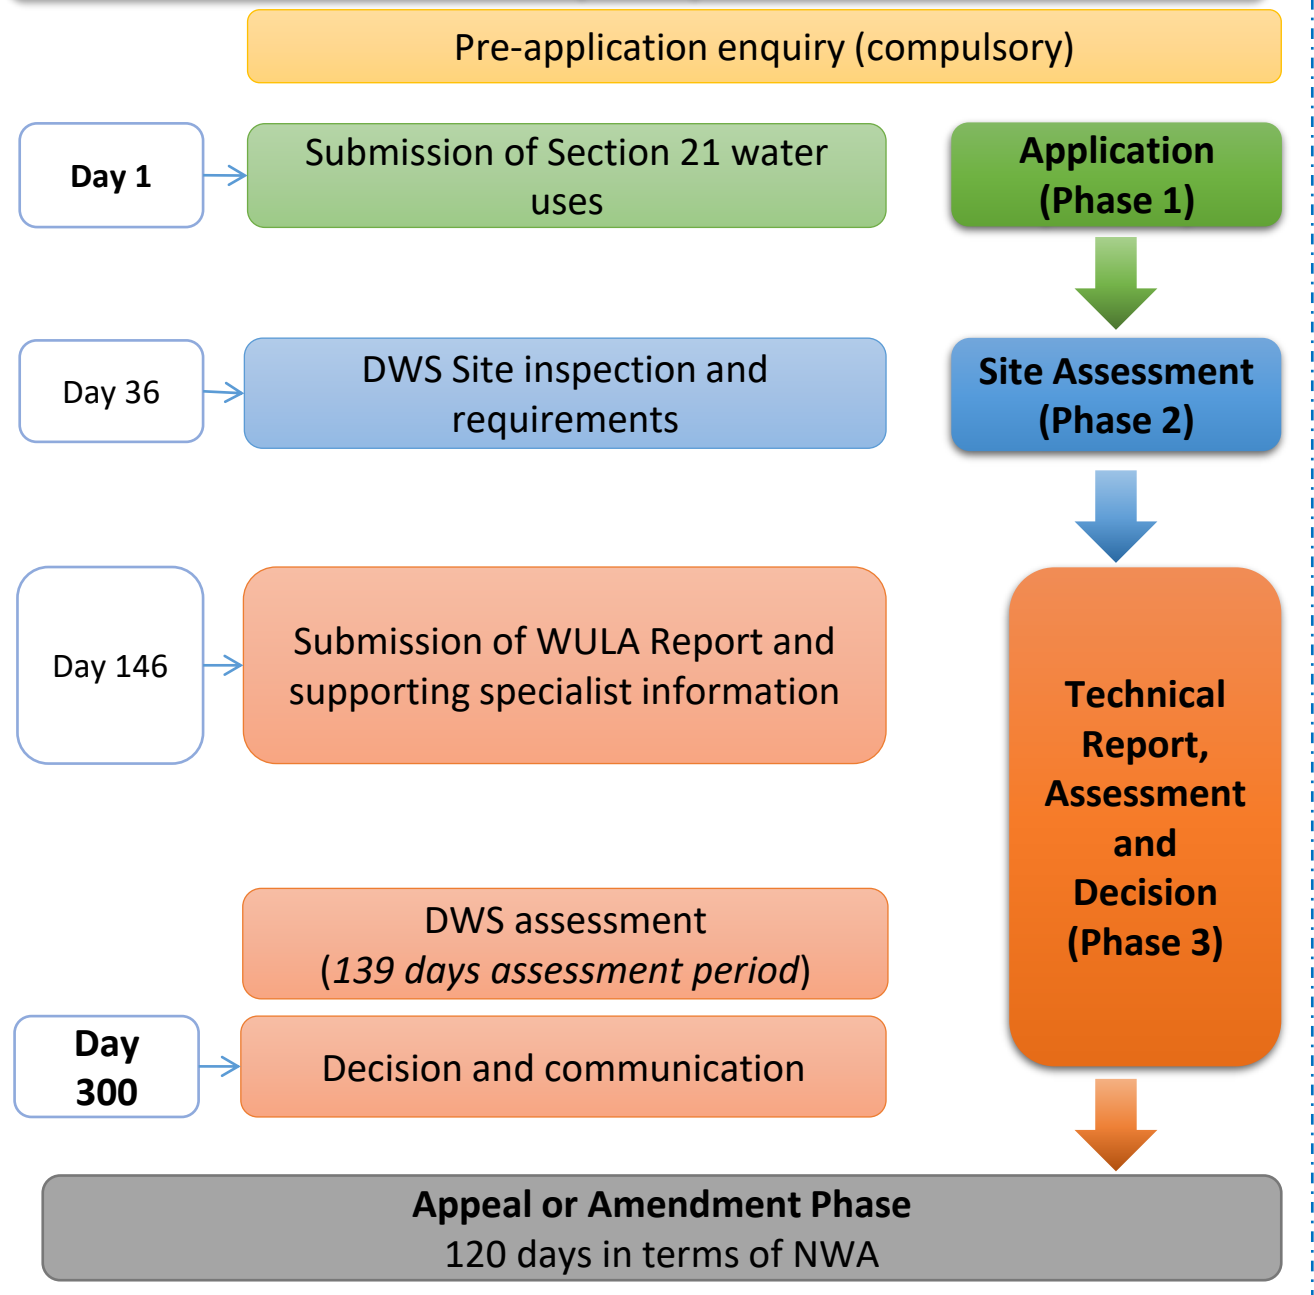 Pre-application enquiry (compulsory)
Day 1
Submission of Section 21 water
uses
Application
(Phase 1)
Day 36
DWS Site inspection and
requirements
Site Assessment
(Phase 2)
Day 146
Submission of WULA Report and
supporting specialist information
Technical
Report,
Assessment
and
Decision
(Phase 3)
DWS assessment
(139 days assessment period)
Day
300
Decision and communication
Appeal or Amendment Phase
120 days in terms of NWA